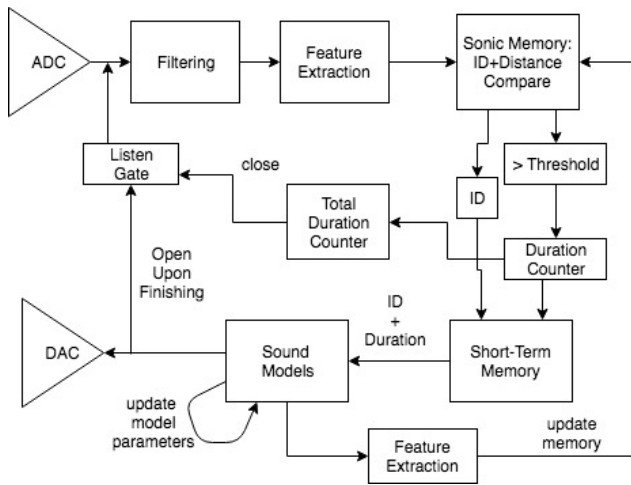 ADC
Filtering
Feature
Extraction
Sonic Memory:
ID+Distance
Compare
Listen
Gate
close
Total
Duration
Counter
ID
> Threshold
Duration
Counter
Open
Upon
Finishing
ID
+
Duration
DAC
Sound
Models
Short-Term
Memory
update
model
parameters
Feature
Extraction
update
memory